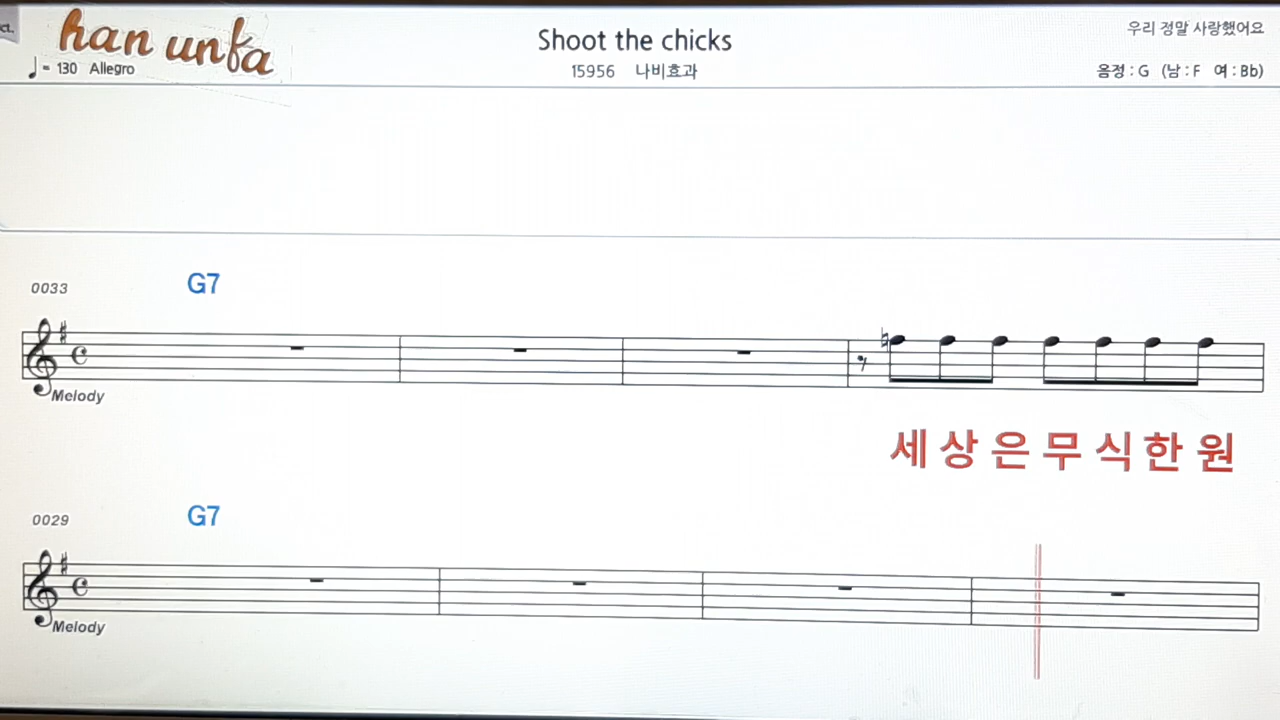 han unfa
Shoot the chicks
우리 정말 사랑했어요
= 130 Allegro
15956 나비효과
음정 : G (남 : F 여 : Bb)
0033
G7
Melody
세상은무식한원
0029
G7
Melody